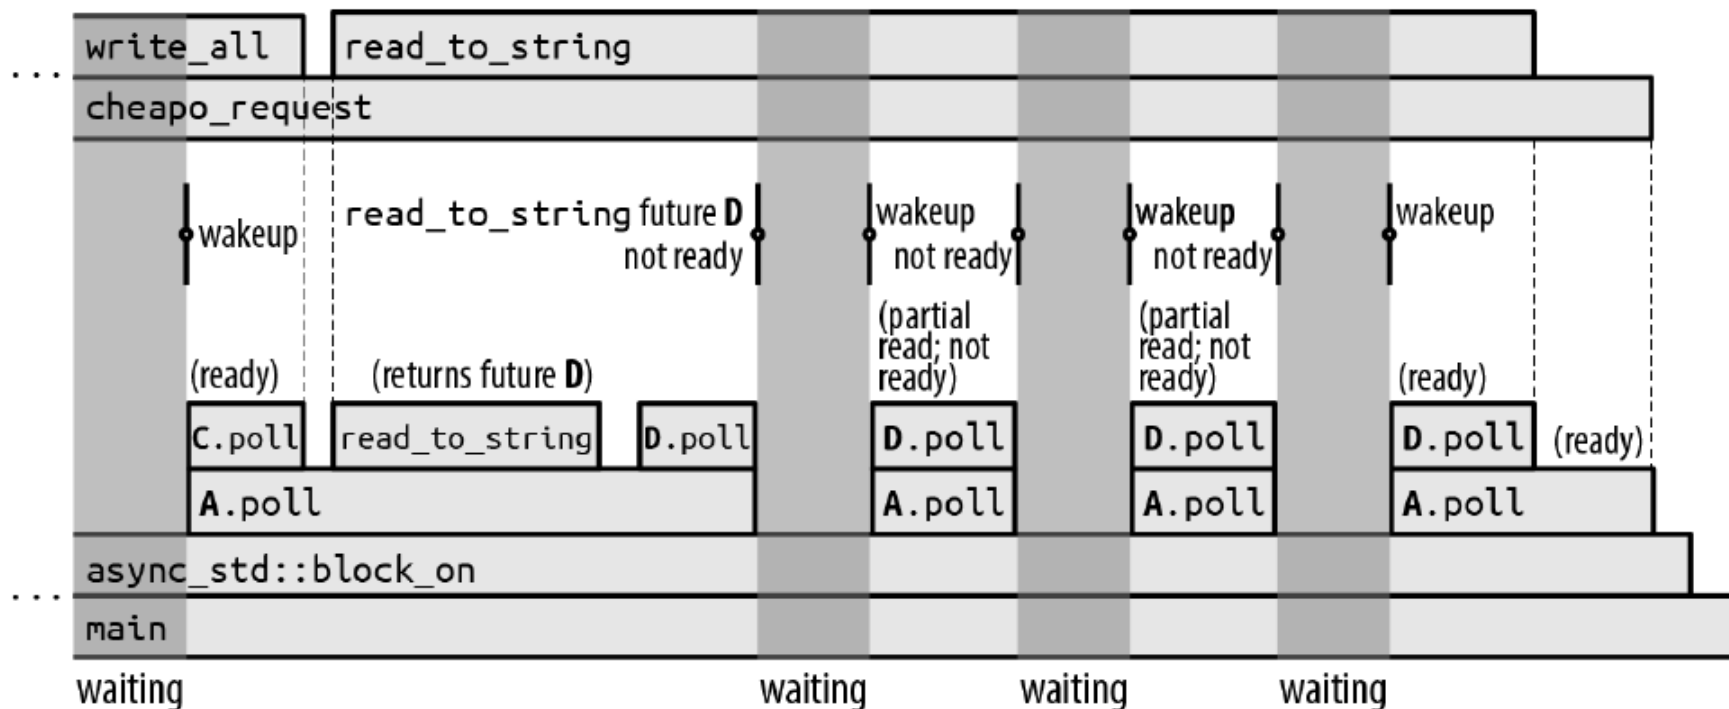 write_all read_to_string
...
cheapo_request
read_to_string future D wakeup wakeup wakeup
wakeup not ready not ready not ready
(partial (partial
read; not read; not
(ready) (returns future D) ready) ready) (ready)
C.poll read_to_string D.poll D.poll D.poll D.poll (ready)
A.poll A.poll A.poll A.poll
async_std::block_on
...
main
waiting waiting waiting waiting